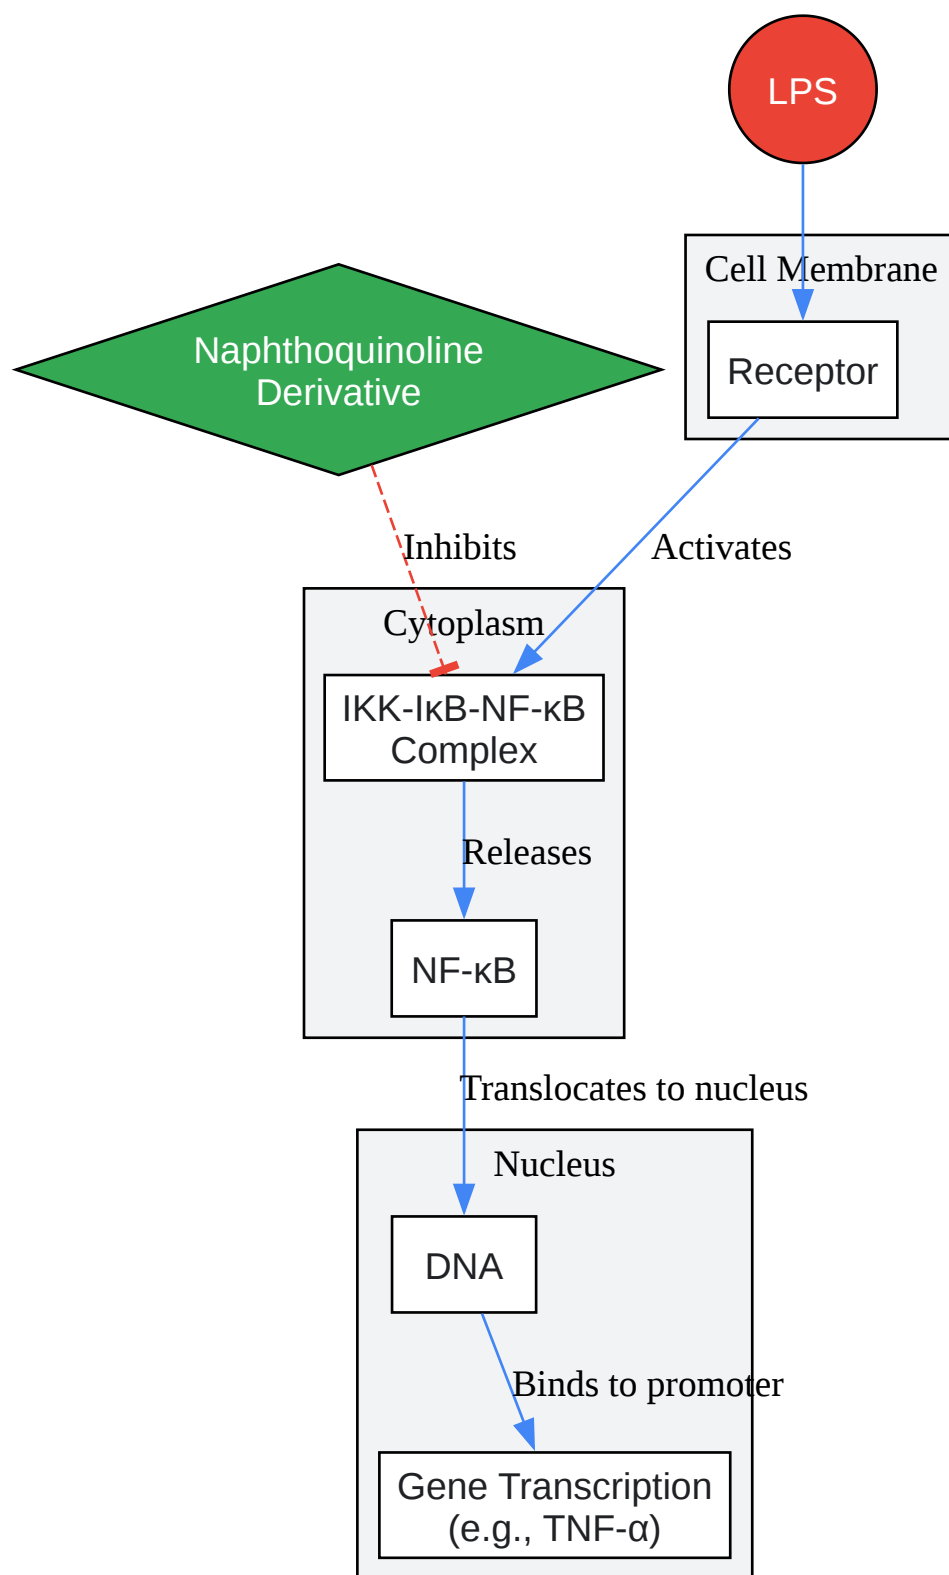 LPS
Cell Membrane
Receptor
Naphthoquinoline
Derivative
Inhibits
Activates
Cytoplasm
IKK-IκB-NF-κB
Complex
Releases
NF-κB
Translocates to nucleus
Nucleus
DNA
Binds to promoter
Gene Transcription
(e.g., TNF-α)